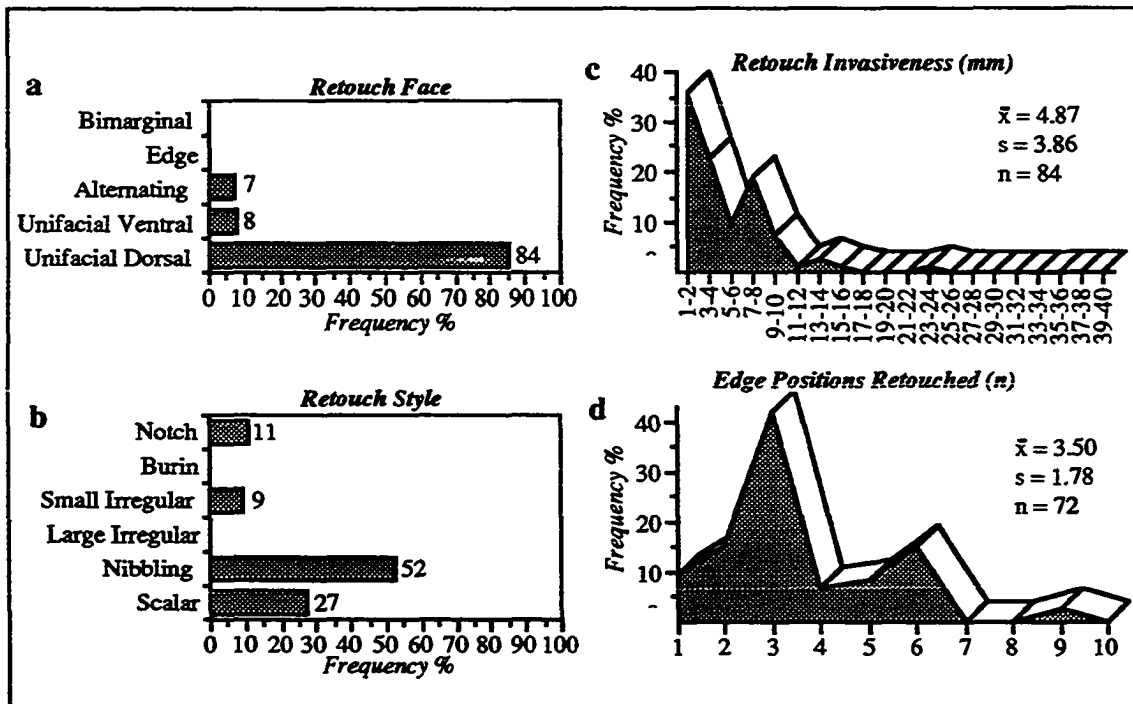 a
Retouch Face
Bimarginal
Edge
Alternating 7
Unifacial Ventral 8
Unifacial Dorsal 84
0 10 20 30 40 50 60 70 80 90 100
Frequency %
b
Retouch Style
Notch 11
Burin
Small Irregular 9
Large Irregular
Nibbling 52
Scalar 27
0 10 20 30 40 50 60 70 80 90 100
Frequency %
c
Retouch Invasiveness (mm)
40
30
20
10
-
Frequency %
x̄ = 4.87
s = 3.86
n = 84
1-2 3-4 5-6 7-8 9-10 11-12 13-14 15-16 17-18 19-20 21-22 23-24 25-26 27-28 29-30 31-32 33-34 35-36 37-38 39-40
Edge Positions Retouched (n)
d
40
30
20
10
-
Frequency %
x̄ = 3.50
s = 1.78
n = 72
1 2 3 4 5 6 7 8 9 10